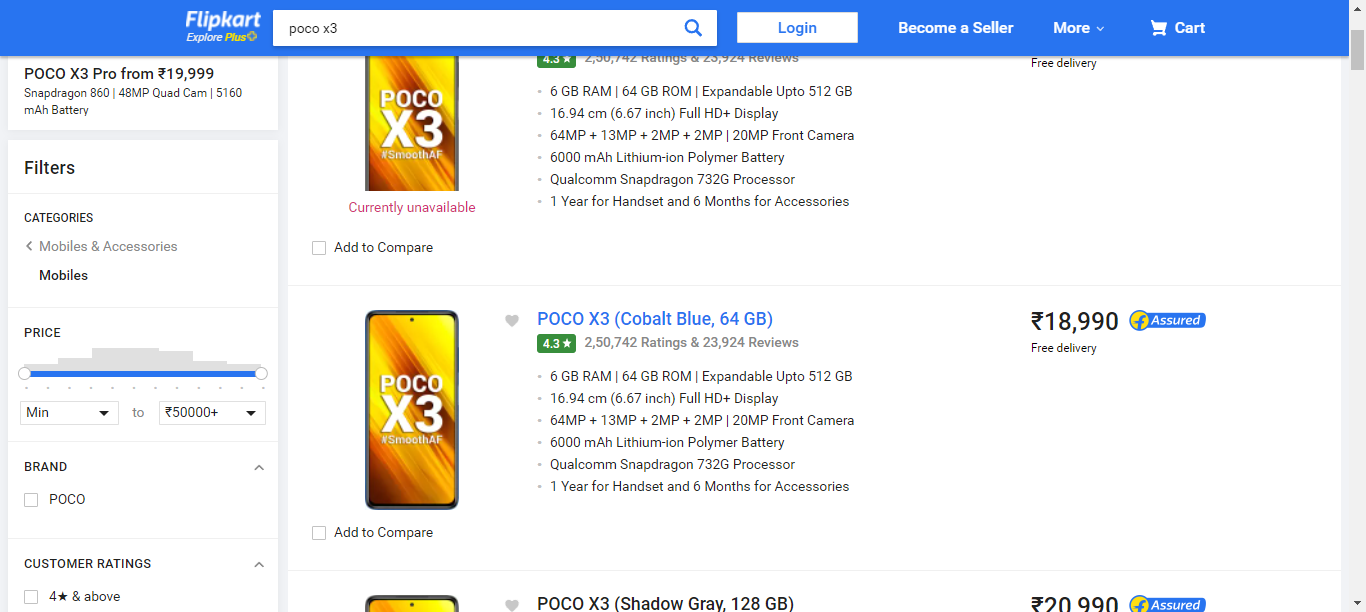 Flipkart
Explore Plus
poco x3
Login
Become a Seller
More
Cart
POCO X3 Pro from ₹19,999
Snapdragon 860 | 48MP Quad Cam | 5160
mAh Battery
Filters
CATEGORIES
Mobiles & Accessories
Mobiles
PRICE
Min to ₹50000+
BRAND
POCO
CUSTOMER RATINGS
4★ & above
POCO
X3
#SmoothAF
Currently unavailable
Add to Compare
4.3★ 2,50,742 Ratings & 23,924 Reviews
6 GB RAM | 64 GB ROM | Expandable Upto 512 GB
16.94 cm (6.67 inch) Full HD+ Display
64MP + 13MP + 2MP + 2MP | 20MP Front Camera
6000 mAh Lithium-ion Polymer Battery
Qualcomm Snapdragon 732G Processor
1 Year for Handset and 6 Months for Accessories
Free delivery
POCO
X3
#SmoothAF
Add to Compare
POCO X3 (Cobalt Blue, 64 GB)
4.3★ 2,50,742 Ratings & 23,924 Reviews
6 GB RAM | 64 GB ROM | Expandable Upto 512 GB
16.94 cm (6.67 inch) Full HD+ Display
64MP + 13MP + 2MP + 2MP | 20MP Front Camera
6000 mAh Lithium-ion Polymer Battery
Qualcomm Snapdragon 732G Processor
1 Year for Handset and 6 Months for Accessories
₹18,990 Assured
Free delivery
POCO X3 (Shadow Gray, 128 GB)
₹20,990 Assured